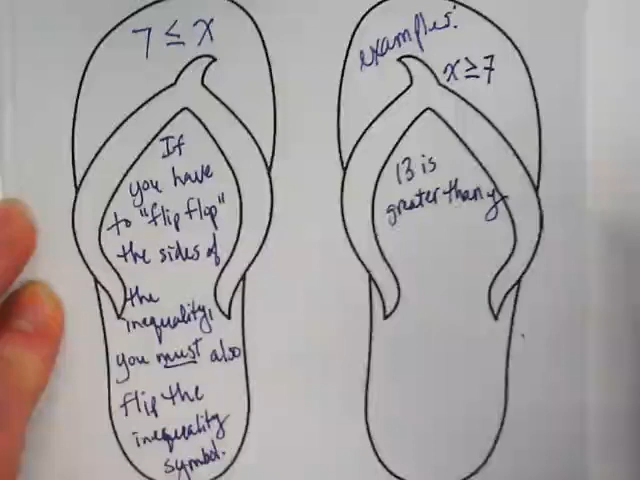 7 ≤ x
If
you have
to "flip flop"
the sides of
the
inequality,
you must also
flip the
inequality
symbol.
examples:
x ≥ 7
13 is
greater than y